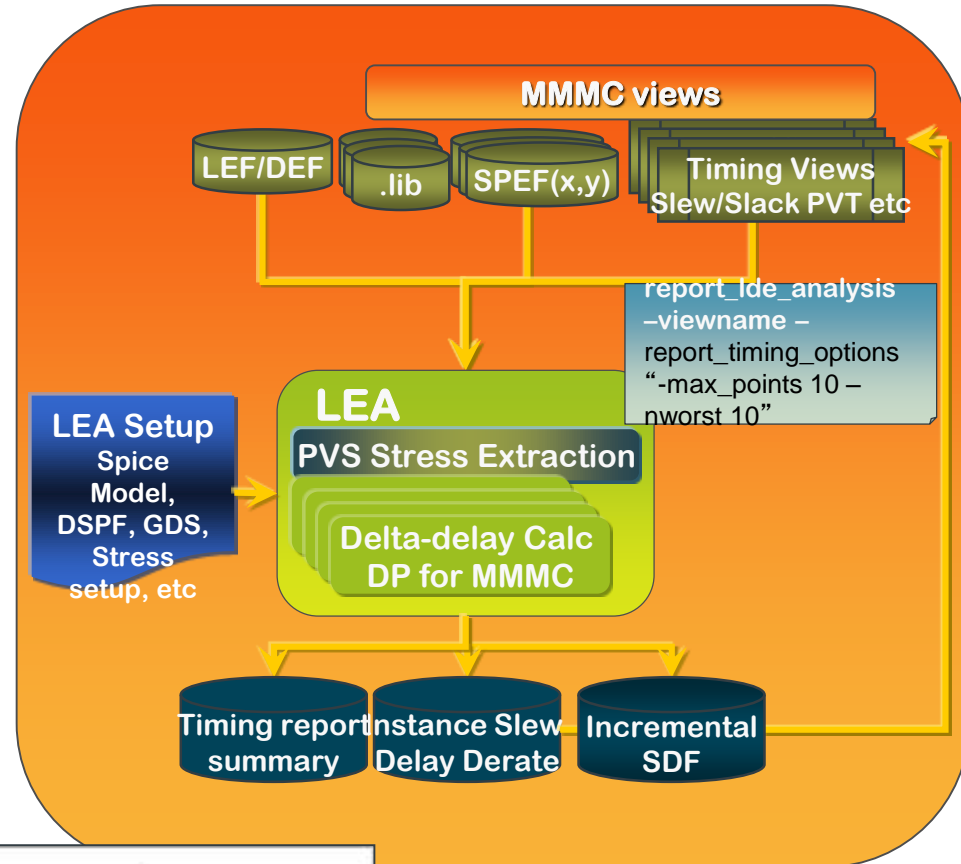 MMMC views
LEF/DEF
.lib
SPEF(x,y)
Timing Views
Slew/Slack PVT etc
report_lde_analysis
–viewname –
report_timing_options
“-max_points 10 –
nworst 10”
LEA Setup
Spice
Model,
DSPF, GDS,
Stress
setup, etc
LEA
PVS Stress Extraction
Delta-delay Calc
DP for MMMC
Timing report
summary
Instance Slew
Delay Derate
Incremental
SDF